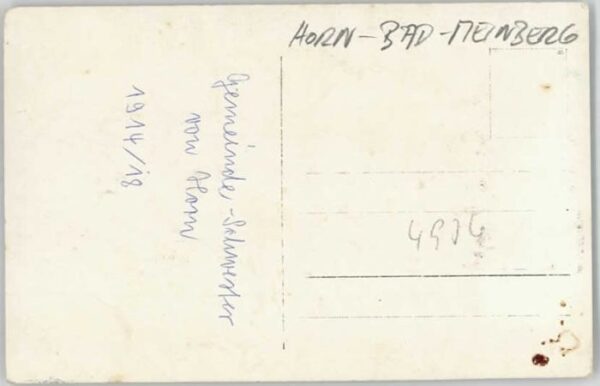 HORN-BAD-MEINBERG
Gemeinde-Schwester
von Horn
1914/18
4934